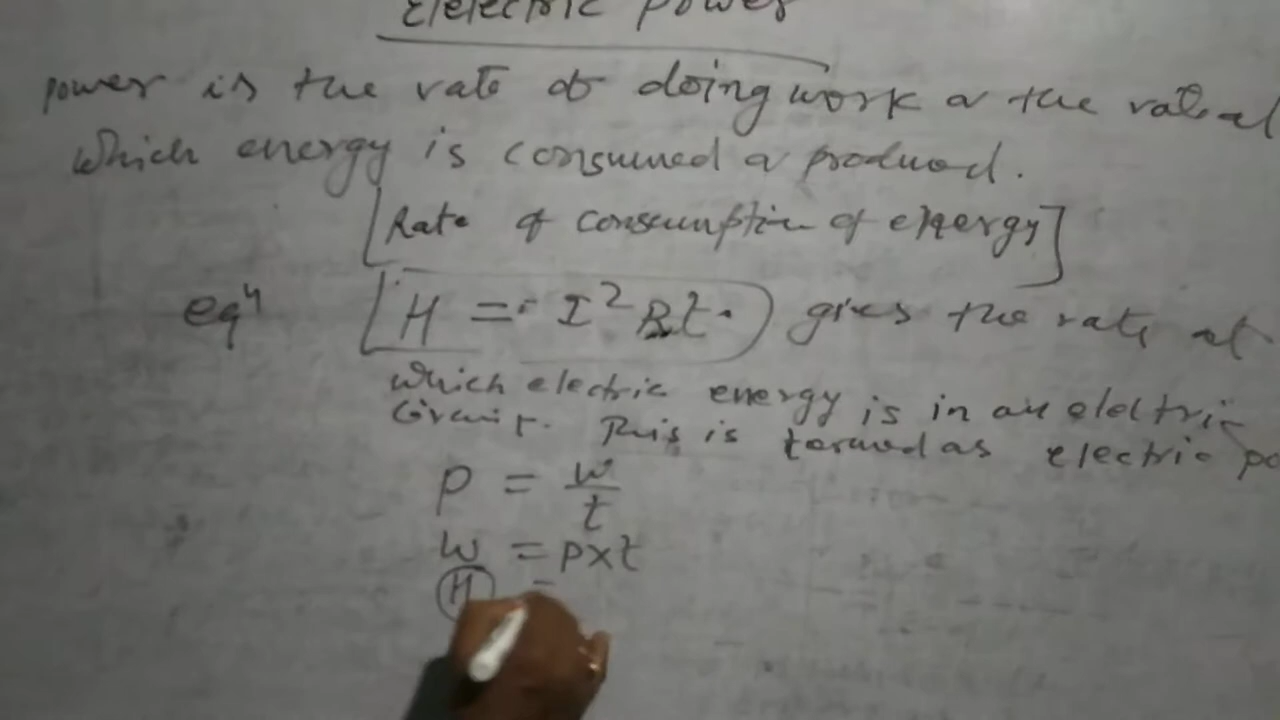 Elelectric power
power is the rate of doing work or the rate at
which energy is consumed or produced.
[Rate of consumption of energy]
eqn [H = I²Rt.) gives the rate at
which electric energy is in an eleltric
Circuit. This is termed as electric po
P = w/t
W = p×t
H =